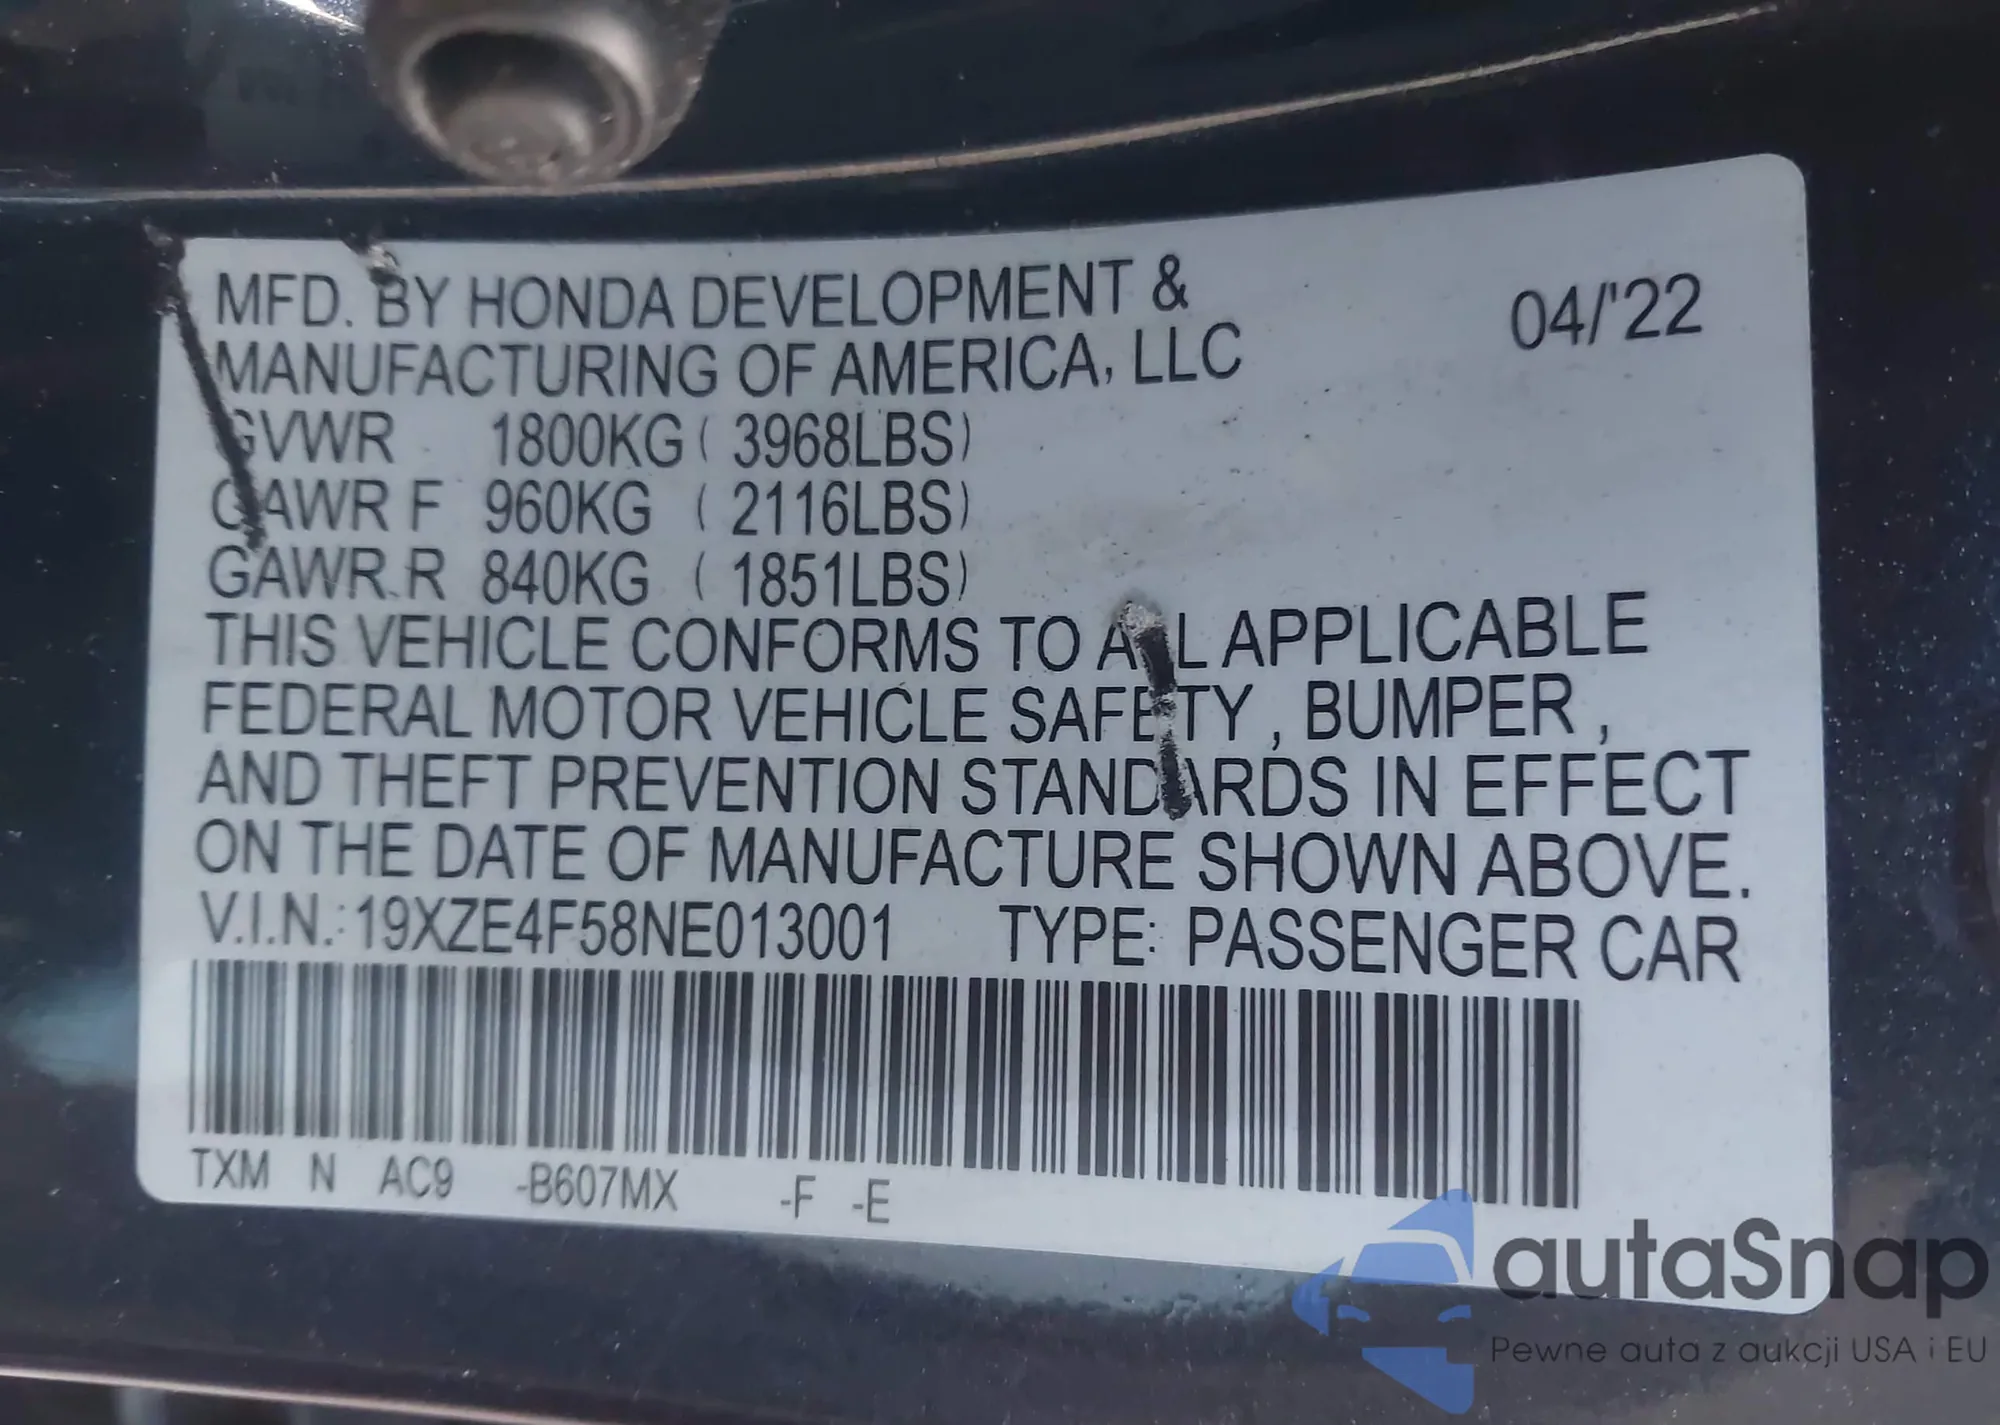 MFD. BY HONDA DEVELOPMENT & 04/'22
MANUFACTURING OF AMERICA, LLC
GVWR 1800KG ( 3968LBS)
GAWR F 960KG ( 2116LBS)
GAWR R 840KG ( 1851LBS)
THIS VEHICLE CONFORMS TO ALL APPLICABLE
FEDERAL MOTOR VEHICLE SAFETY , BUMPER ,
AND THEFT PREVENTION STANDARDS IN EFFECT
ON THE DATE OF MANUFACTURE SHOWN ABOVE.
V.I.N.: 19XZE4F58NE013001 TYPE: PASSENGER CAR
TXM N AC9 -B607MX -F -E
autaSnap
Pewne auta z aukcji USA i EU